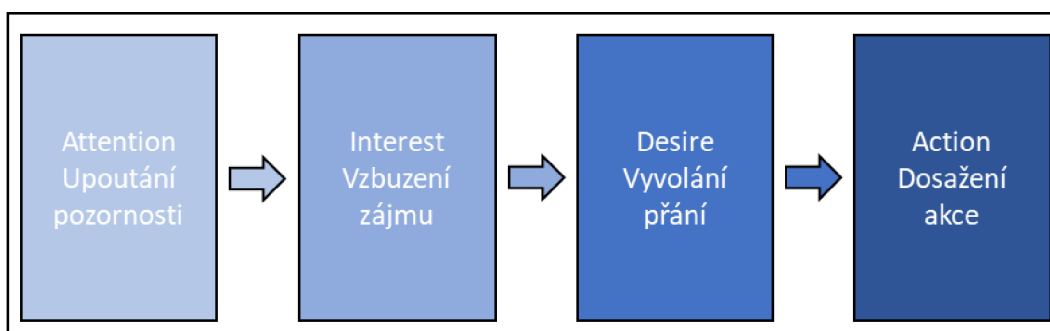 Attention
Upoutání
pozornosti
Interest
Vzbuzení
zájmu
Desire
Vyvolání
přání
Action
Dosažení
akce